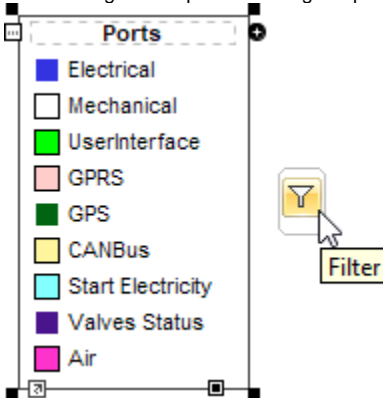 Ports
Electrical
Mechanical
UserInterface
GPRS
GPS
CANBus
Start Electricity
Valves Status
Air
Filter